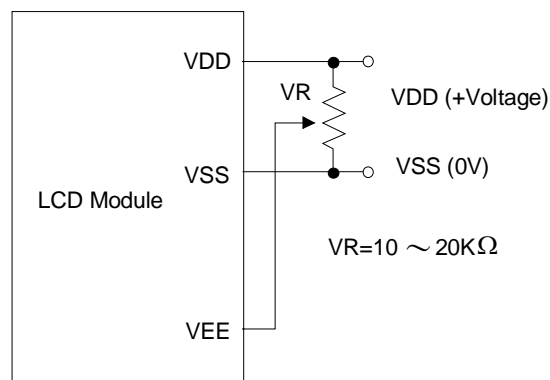 VDD
VR
VDD (+Voltage)
VSS
VSS (0V)
LCD Module
VR=10 ～ 20KΩ
VEE